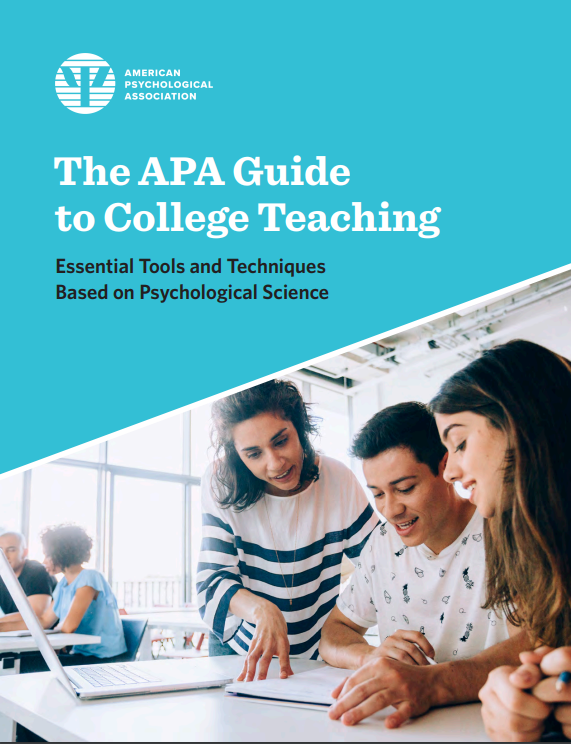 AMERICAN
PSYCHOLOGICAL
ASSOCIATION
The APA Guide
to College Teaching
Essential Tools and Techniques
Based on Psychological Science